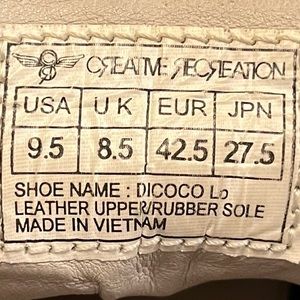 CREATIVE RECREATION
USA UK EUR JPN
9.5 8.5 42.5 27.5
SHOE NAME : DICOCO Lo
LEATHER UPPER/RUBBER SOLE
MADE IN VIETNAM